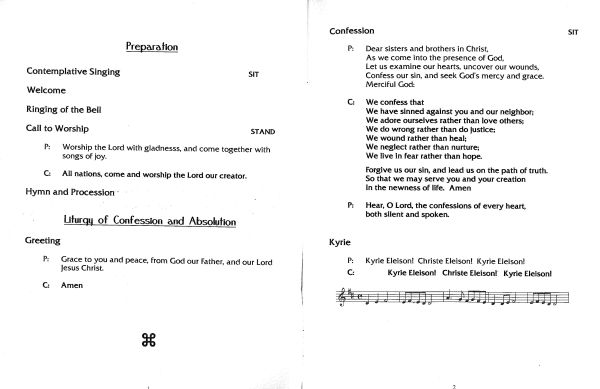 Preparation
Contemplative Singing SIT
Welcome
Ringing of the Bell
Call to Worship STAND
P: Worship the Lord with gladnesss, and come together with
songs of joy.
C: All nations, come and worship the Lord our creator.
Hymn and Procession
Liturgy of Confession and Absolution
Greeting
P: Grace to you and peace, from God our Father, and our Lord
Jesus Christ.
C: Amen
⌘
1
Confession SIT
P: Dear sisters and brothers in Christ,
As we come into the presence of God,
Let us examine our hearts, uncover our wounds,
Confess our sin, and seek God's mercy and grace.
Merciful God:
C: We confess that
We have sinned against you and our neighbor;
We adore ourselves rather than love others;
We do wrong rather than do justice;
We wound rather than heal;
We neglect rather than nurture;
We live in fear rather than hope.
Forgive us our sin, and lead us on the path of truth.
So that we may serve you and your creation
In the newness of life. Amen
P: Hear, O Lord, the confessions of every heart,
both silent and spoken.
Kyrie
P: Kyrie Eleison! Christe Eleison! Kyrie Eleison!
C: Kyrie Eleison! Christe Eleison! Kyrie Eleison!
2